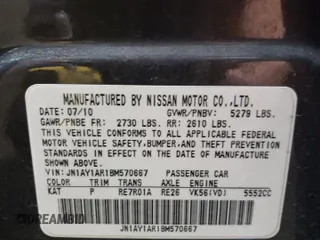 MANUFACTURED BY NISSAN MOTOR CO.,LTD.
DATE: 07/10 GVWR/PNBV: 5279 LBS.
GAWR/PNBE FR: 2730 LBS. RR: 2610 LBS.
THIS VEHICLE CONFORMS TO ALL APPLICABLE FEDERAL
MOTOR VEHICLE SAFETY,BUMPER,AND THEFT PREVENTION
STANDARDS IN EFFECT ON THE DATE OF MANUFACTURE
SHOWN ABOVE.
VIN: JN1AY1AR1BM570667 PASSENGER CAR
COLOR TRIM TRANS AXLE ENGINE
KAT P RE7R01A RE26 VK56(VD) 5552CC
JN1AY1AR1BM570667
DREAMBID